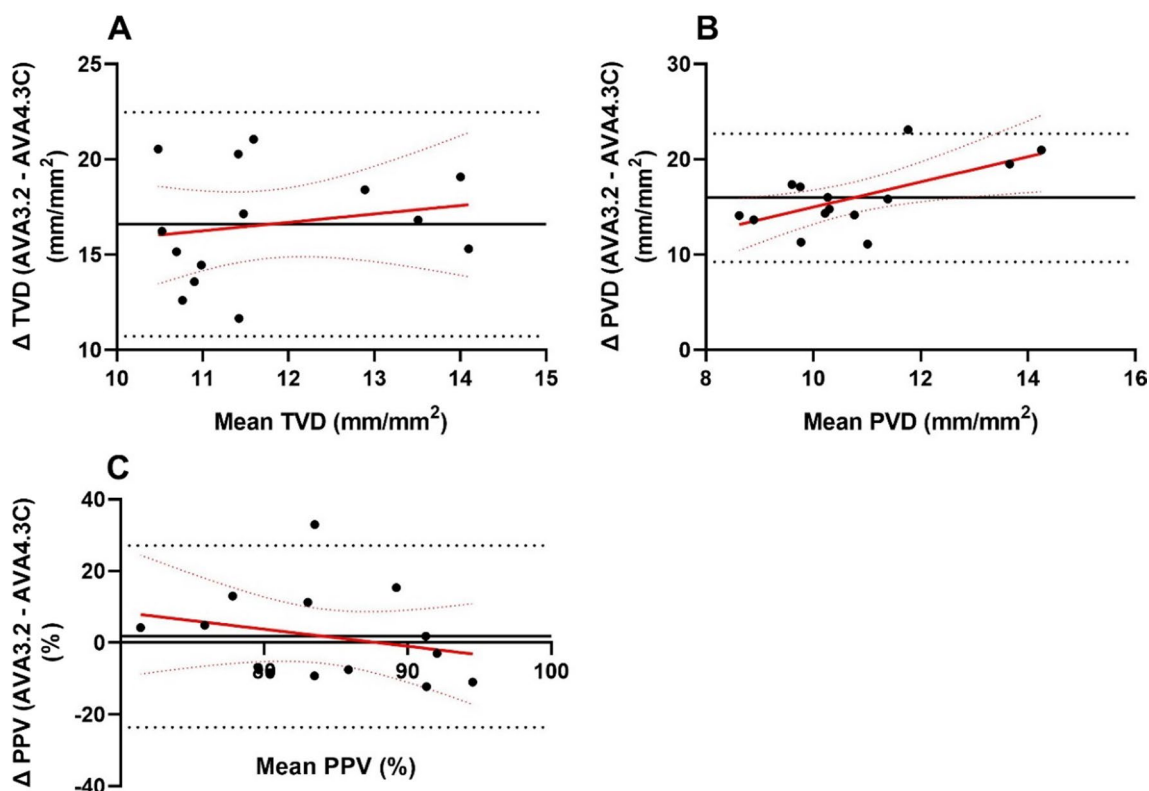 A
Δ TVD (AVA3.2 - AVA4.3C)
(mm/mm²)
25
20
15
10
10 11 12 13 14 15
Mean TVD (mm/mm²)
B
Δ PVD (AVA3.2 - AVA4.3C)
(mm/mm²)
30
20
10
0
8 10 12 14 16
Mean PVD (mm/mm²)
C
Δ PPV (AVA3.2 - AVA4.3C)
(%)
40
20
0
-20
-40
80 90 100
Mean PPV (%)